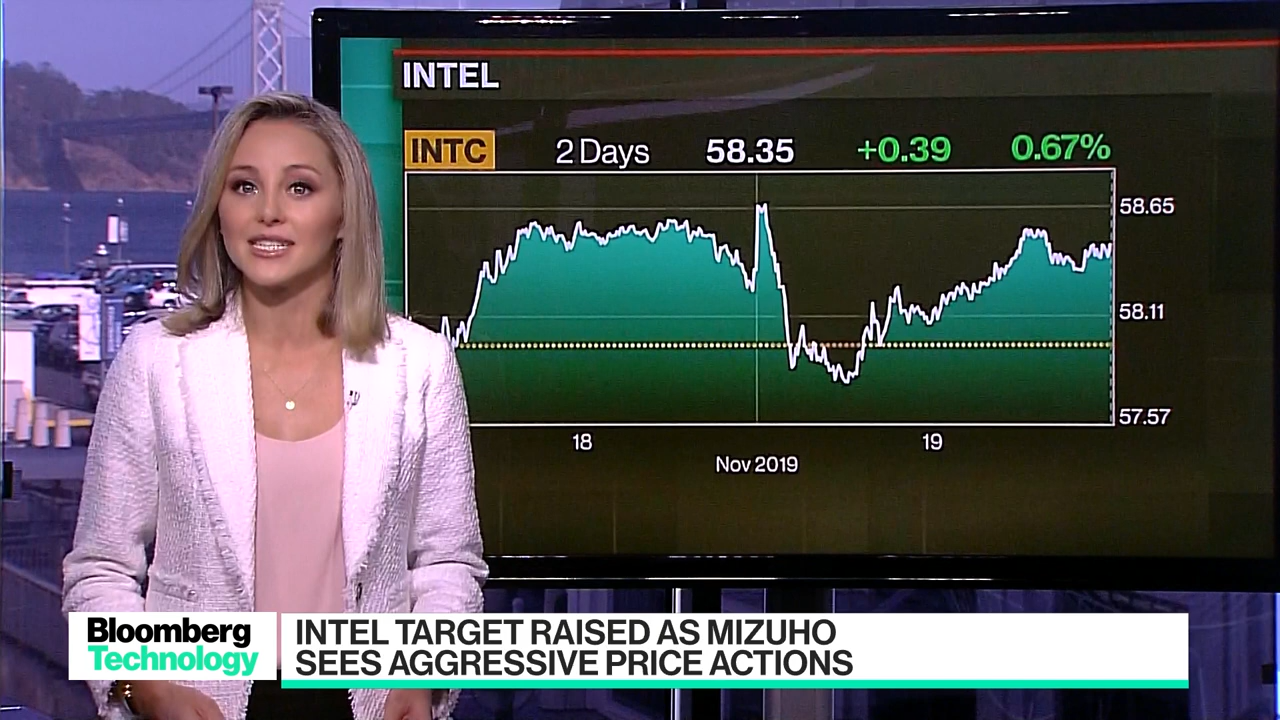 INTEL
INTC 2 Days 58.35 +0.39 0.67%
58.65
58.11
57.57
18 19
Nov 2019
Bloomberg
Technology
INTEL TARGET RAISED AS MIZUHO
SEES AGGRESSIVE PRICE ACTIONS